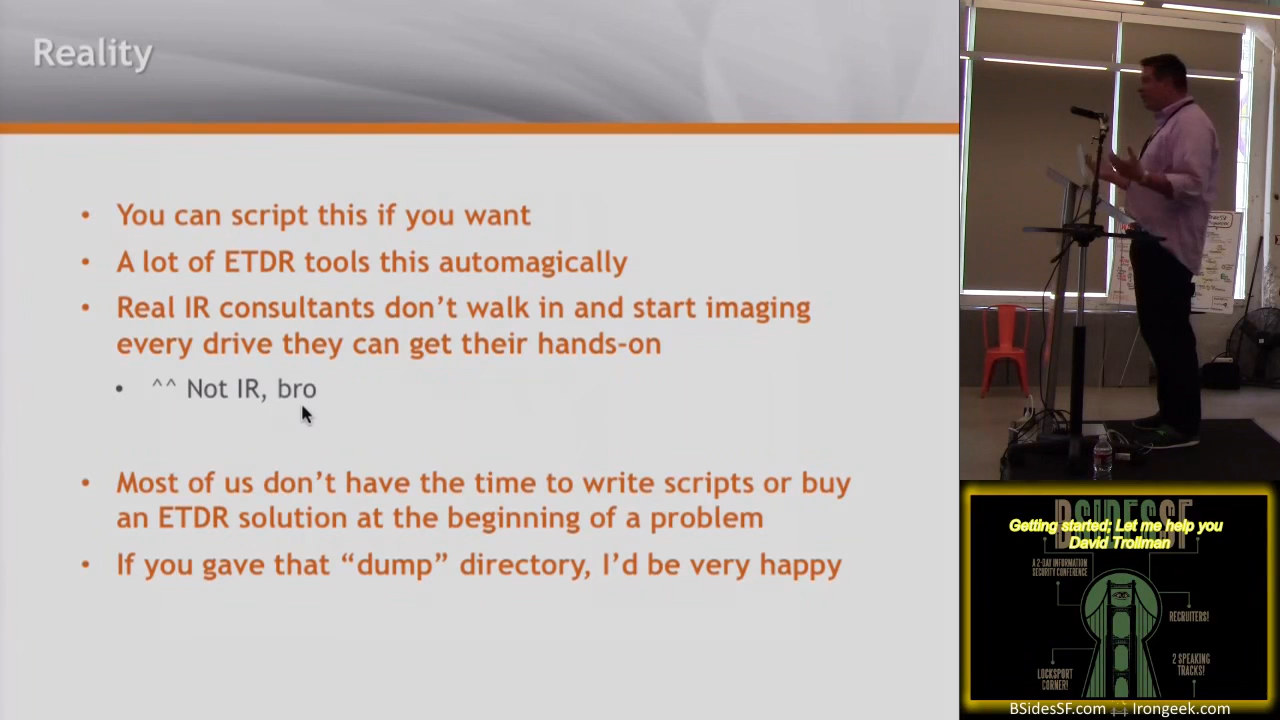 Reality
• You can script this if you want
• A lot of ETDR tools this automagically
• Real IR consultants don't walk in and start imaging
every drive they can get their hands-on
• ^^ Not IR, bro
• Most of us don't have the time to write scripts or buy
an ETDR solution at the beginning of a problem
• If you gave that “dump” directory, I'd be very happy
BSIDESSF
Getting started; Let me help you
David Trollman
A 2-DAY INFORMATION
SECURITY CONFERENCE
RECRUITERS!
LOCKSPORT
CORNER!
2 SPEAKING
TRACKS!
BSidesSF.com Irongeek.com